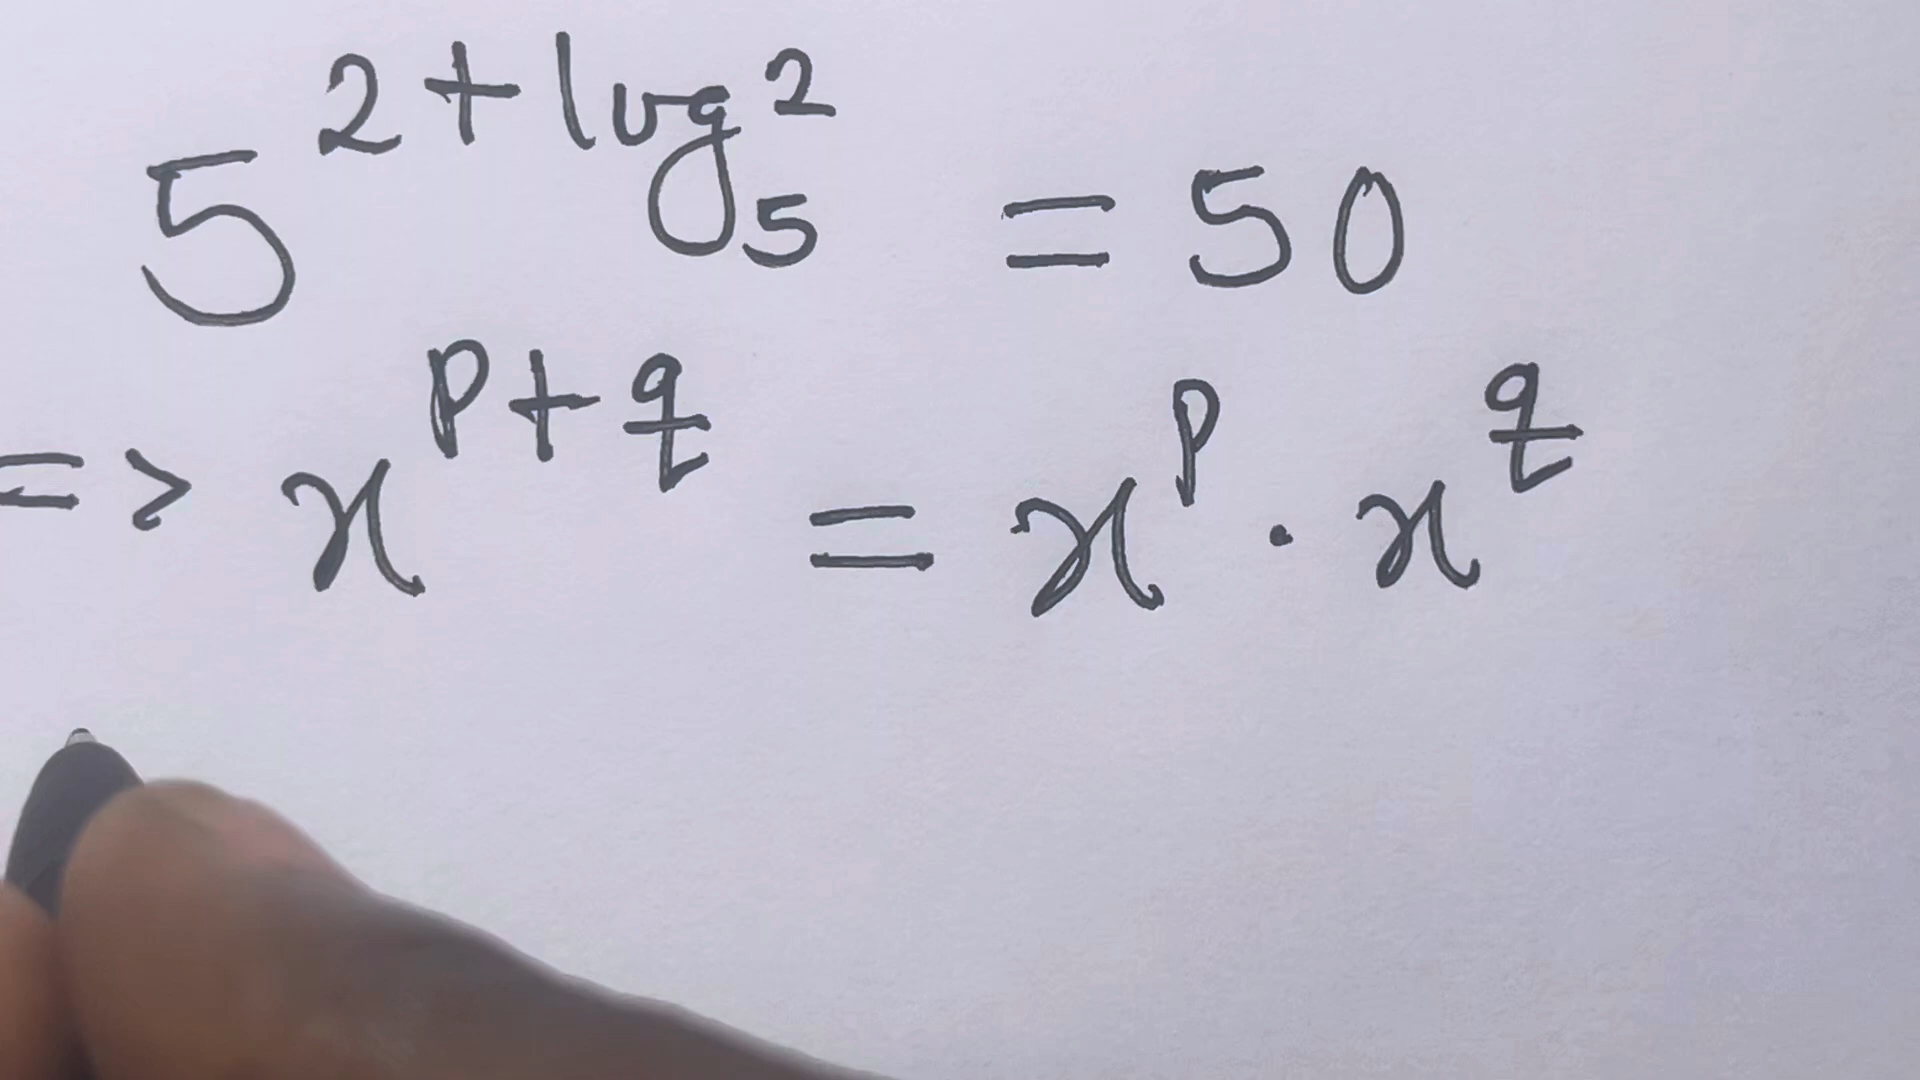 5^{2+log_5^2} = 50
=> x^{p+q} = x^p · x^q